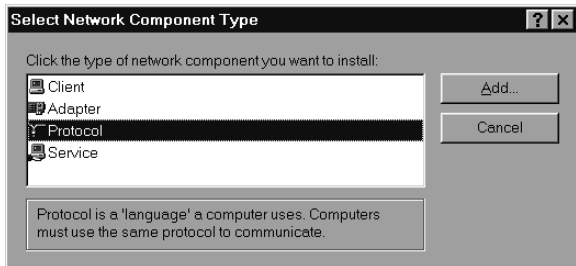 Select Network Component Type
Click the type of network component you want to install:
Client
Adapter
Protocol
Service
Add...
Cancel
Protocol is a 'language' a computer uses. Computers
must use the same protocol to communicate.